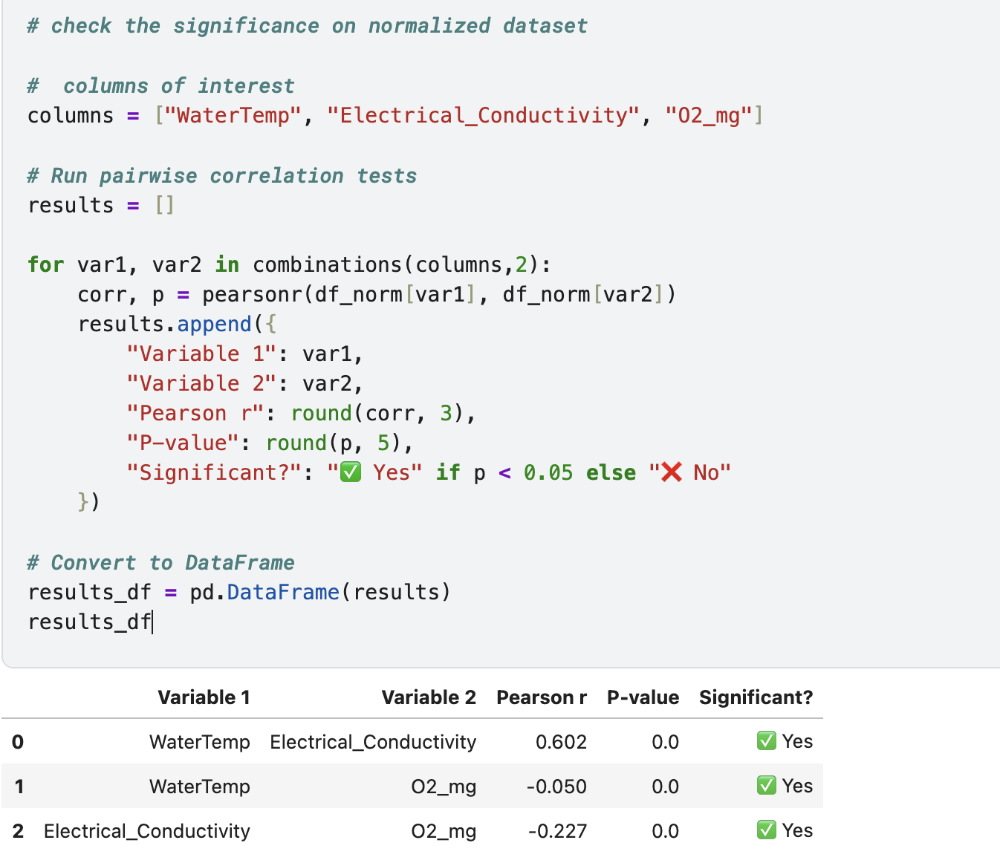 # check the significance on normalized dataset
#  columns of interest
columns = ["WaterTemp", "Electrical_Conductivity", "O2_mg"]
# Run pairwise correlation tests
results = []
for var1, var2 in combinations(columns,2):
    corr, p = pearsonr(df_norm[var1], df_norm[var2])
    results.append({
        "Variable 1": var1,
        "Variable 2": var2,
        "Pearson r": round(corr, 3),
        "P-value": round(p, 5),
        "Significant?": "✅ Yes" if p < 0.05 else "❌ No"
    })
# Convert to DataFrame
results_df = pd.DataFrame(results)
results_df
Variable 1 Variable 2 Pearson r P-value Significant?
0 WaterTemp Electrical_Conductivity 0.602 0.0 ✅ Yes
1 WaterTemp O2_mg -0.050 0.0 ✅ Yes
2 Electrical_Conductivity O2_mg -0.227 0.0 ✅ Yes